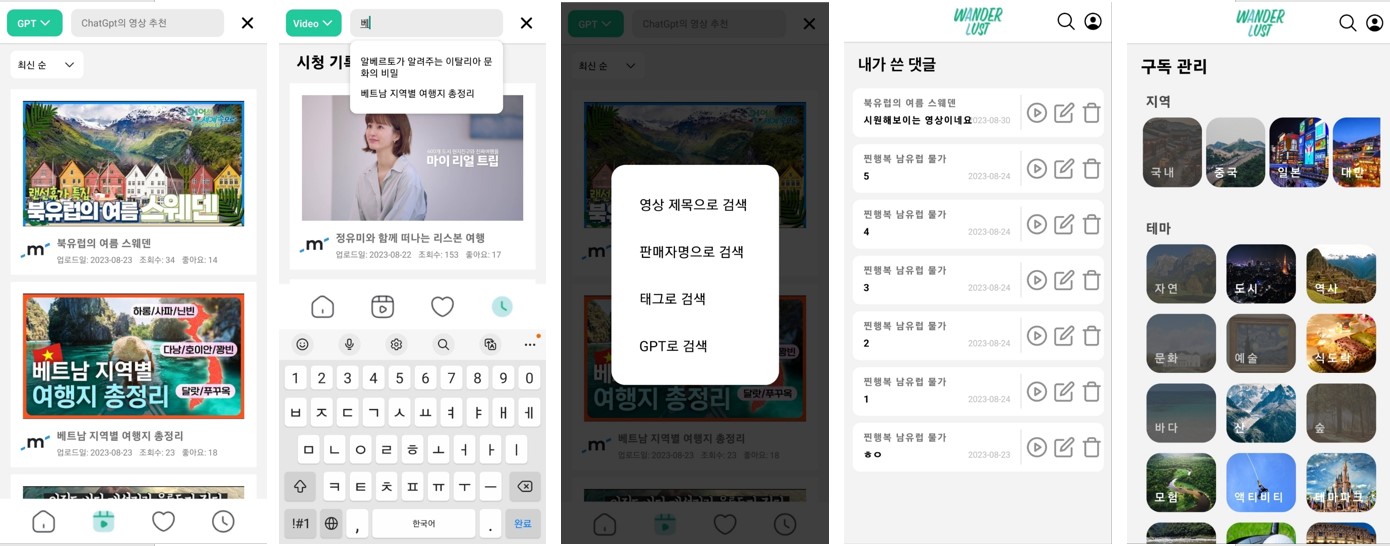 GPT
ChatGpt의 영상 추천
최신 순
랜선휴가 특집
북유럽의 여름 스웨덴
m
북유럽의 여름 스웨덴
업로드일: 2023-08-23 조회수: 34 좋아요: 14
하롱/사파/닌빈
다낭/호이안/꽝빈
베트남 지역별
여행지 총정리
달랏/푸꾸옥
m
베트남 지역별 여행지 총정리
업로드일: 2023-08-23 조회수: 23 좋아요: 18
Video
베
시청 기록
알베르토가 알려주는 이탈리아 문
화의 비밀
베트남 지역별 여행지 총정리
마이 리얼 트립
m
정유미와 함께 떠나는 리스본 여행
업로드일: 2023-08-22 조회수: 153 좋아요: 17
1 2 3 4 5 6 7 8 9 0
ㅂ ㅈ ㄷ ㄱ ㅅ ㅛ ㅕ ㅑ ㅐ ㅔ
ㅁ ㄴ ㅇ ㄹ ㅎ ㅗ ㅓ ㅏ ㅣ
ㅋ ㅌ ㅊ ㅍ ㅠ ㅜ ㅡ
!#1 , 한국어 . 완료
GPT
ChatGpt의 영상 추천
최신 순
영상 제목으로 검색
판매자명으로 검색
태그로 검색
GPT로 검색
m
베트남 지역별 여행지 총정리
업로드일: 2023-08-23 조회수: 23 좋아요: 18
WANDER
LUST
내가 쓴 댓글
북유럽의 여름 스웨덴
시원해보이는 영상이네요
찐행복 남유럽 물가
5 2023-08-24
찐행복 남유럽 물가
4 2023-08-24
찐행복 남유럽 물가
3 2023-08-24
찐행복 남유럽 물가
2 2023-08-24
찐행복 남유럽 물가
1 2023-08-24
찐행복 남유럽 물가
ㅎㅇ 2023-08-23
WANDER
LUST
구독 관리
지역
국내 중국 일본 대만
테마
자연 도시 역사
문화 예술 식도락
바다 산 숲
모험 액티비티 테마파크